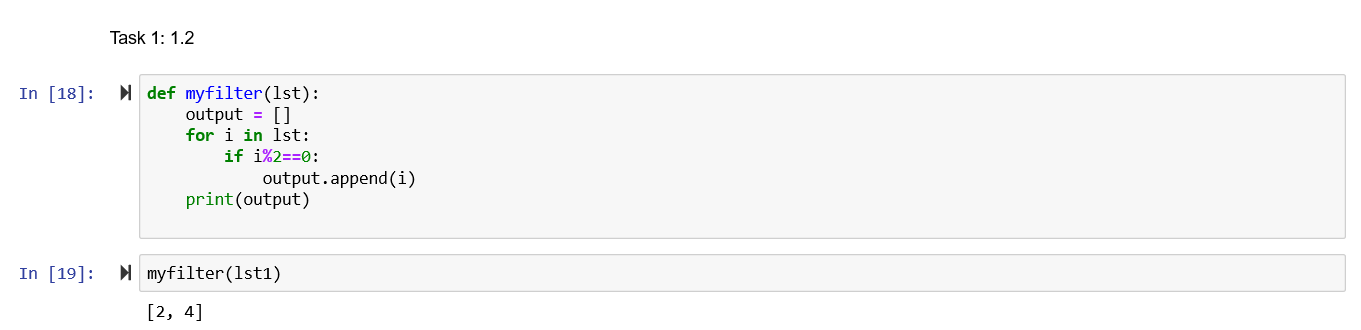 Task 1: 1.2
In [18]: def myfilter(lst):
    output = []
    for i in lst:
        if i%2==0:
            output.append(i)
    print(output)
In [19]: myfilter(lst1)
[2, 4]